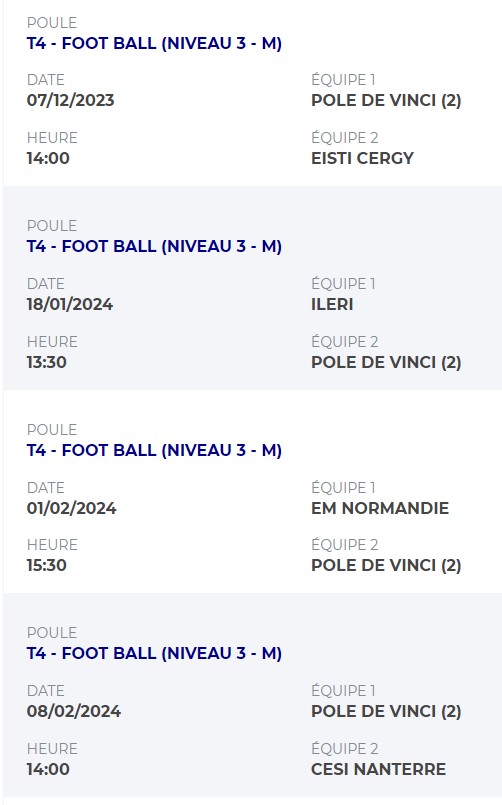 POULE
T4 - FOOT BALL (NIVEAU 3 - M)
DATE
07/12/2023
ÉQUIPE 1
POLE DE VINCI (2)
HEURE
14:00
ÉQUIPE 2
EISTI CERGY
POULE
T4 - FOOT BALL (NIVEAU 3 - M)
DATE
18/01/2024
ÉQUIPE 1
ILERI
HEURE
13:30
ÉQUIPE 2
POLE DE VINCI (2)
POULE
T4 - FOOT BALL (NIVEAU 3 - M)
DATE
01/02/2024
ÉQUIPE 1
EM NORMANDIE
HEURE
15:30
ÉQUIPE 2
POLE DE VINCI (2)
POULE
T4 - FOOT BALL (NIVEAU 3 - M)
DATE
08/02/2024
ÉQUIPE 1
POLE DE VINCI (2)
HEURE
14:00
ÉQUIPE 2
CESI NANTERRE